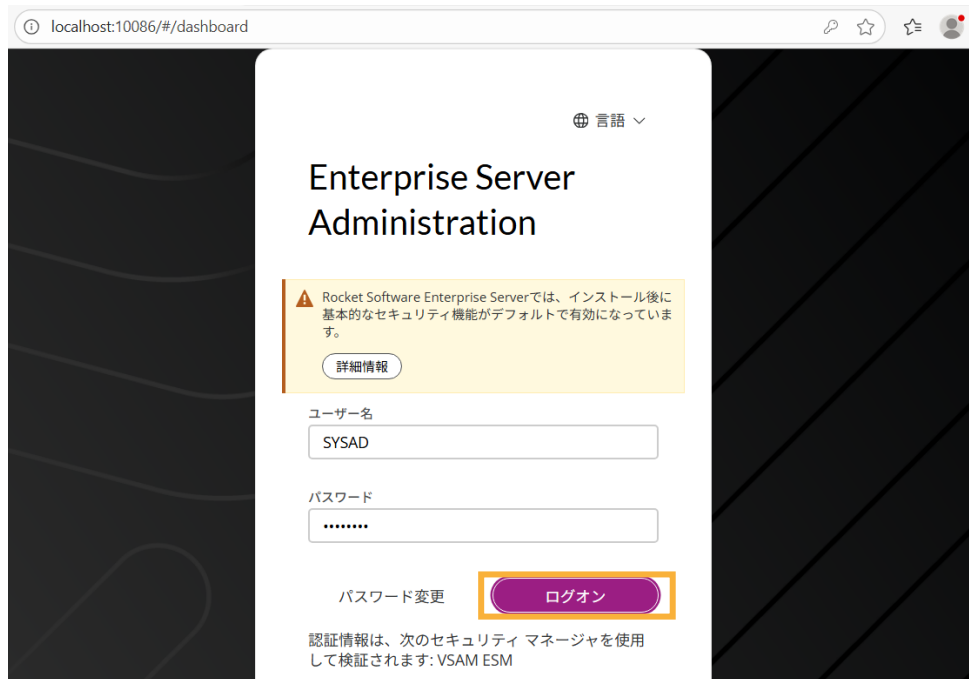 localhost:10086/#/dashboard
言語
Enterprise Server
Administration
Rocket Software Enterprise Serverでは、インストール後に
基本的なセキュリティ機能がデフォルトで有効になっていま
す。
詳細情報
ユーザー名
SYSAD
パスワード
••••••••
パスワード変更
ログオン
認証情報は、次のセキュリティ マネージャを使用
して検証されます: VSAM ESM